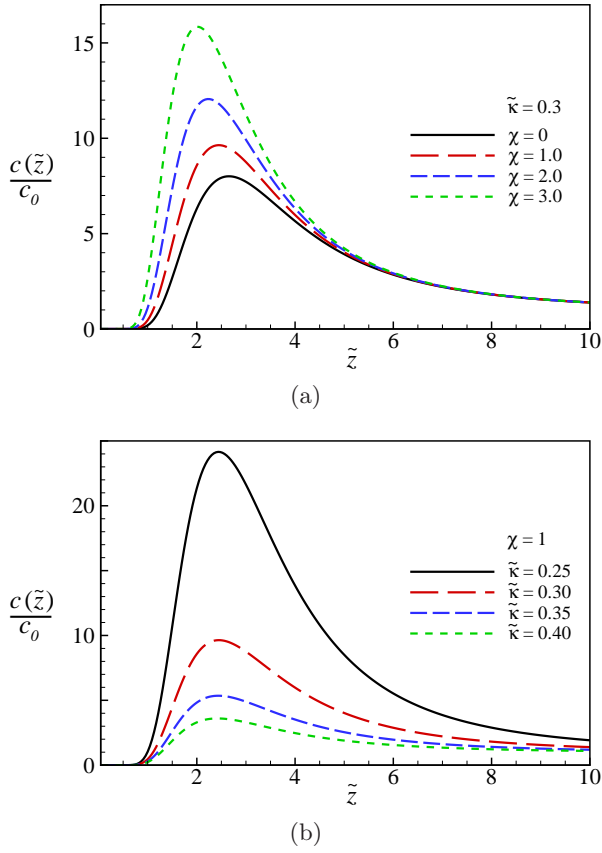 15
10
5
0
c(z̃)
c₀
κ̃ = 0.3
χ = 0
χ = 1.0
χ = 2.0
χ = 3.0
2 4 6 8 10
z̃
(a)
20
10
0
c(z̃)
c₀
χ = 1
κ̃ = 0.25
κ̃ = 0.30
κ̃ = 0.35
κ̃ = 0.40
2 4 6 8 10
z̃
(b)